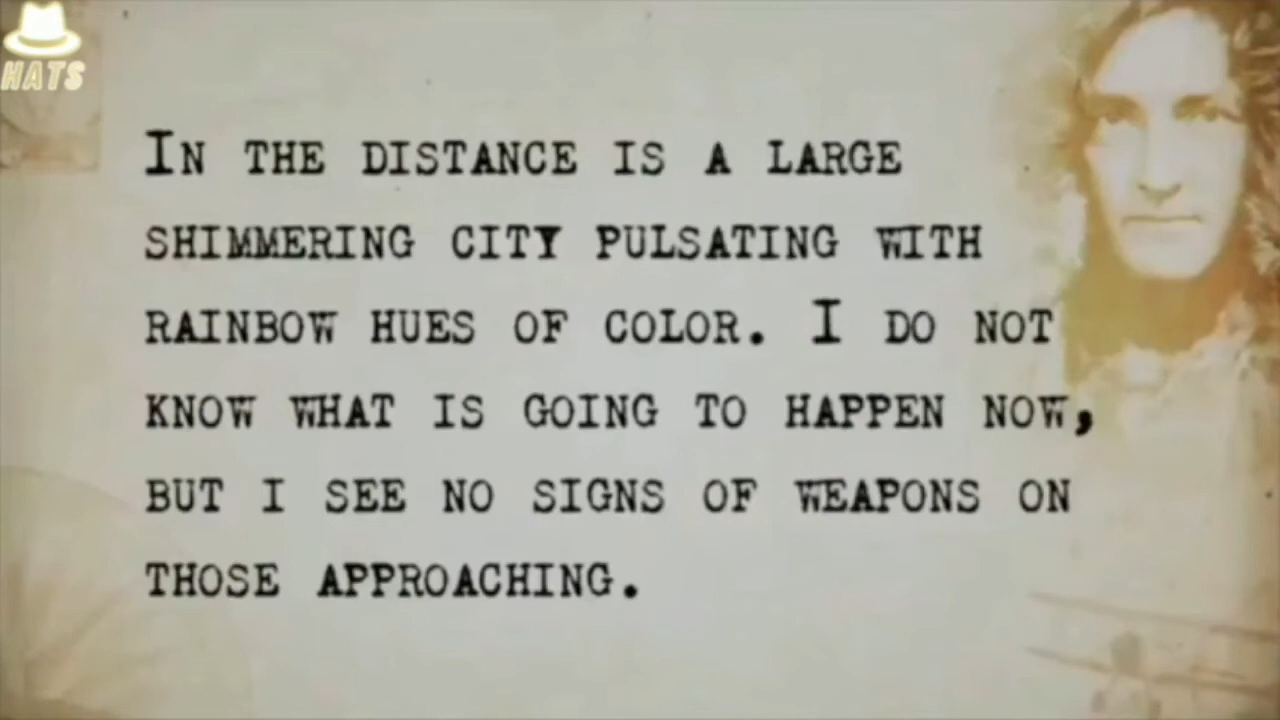 HATS
In the distance is a large
shimmering city pulsating with
rainbow hues of color. I do not
know what is going to happen now,
but I see no signs of weapons on
those approaching.